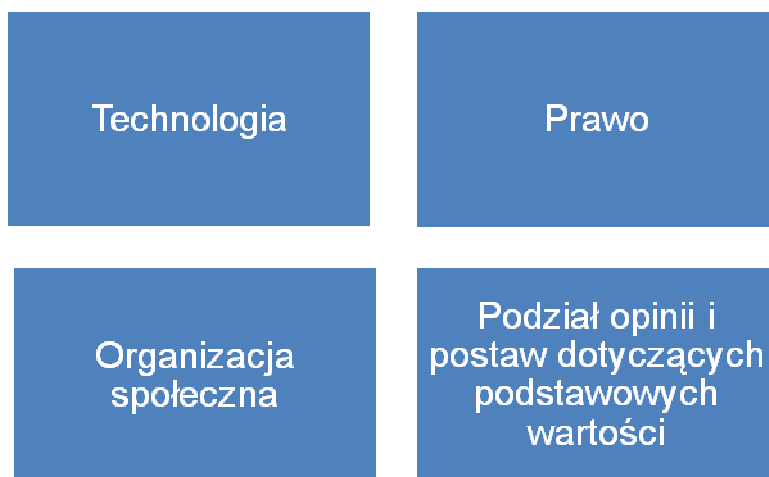 Technologia
Prawo
Organizacja
społeczna
Podział opinii i
postaw dotyczących
podstawowych
wartości